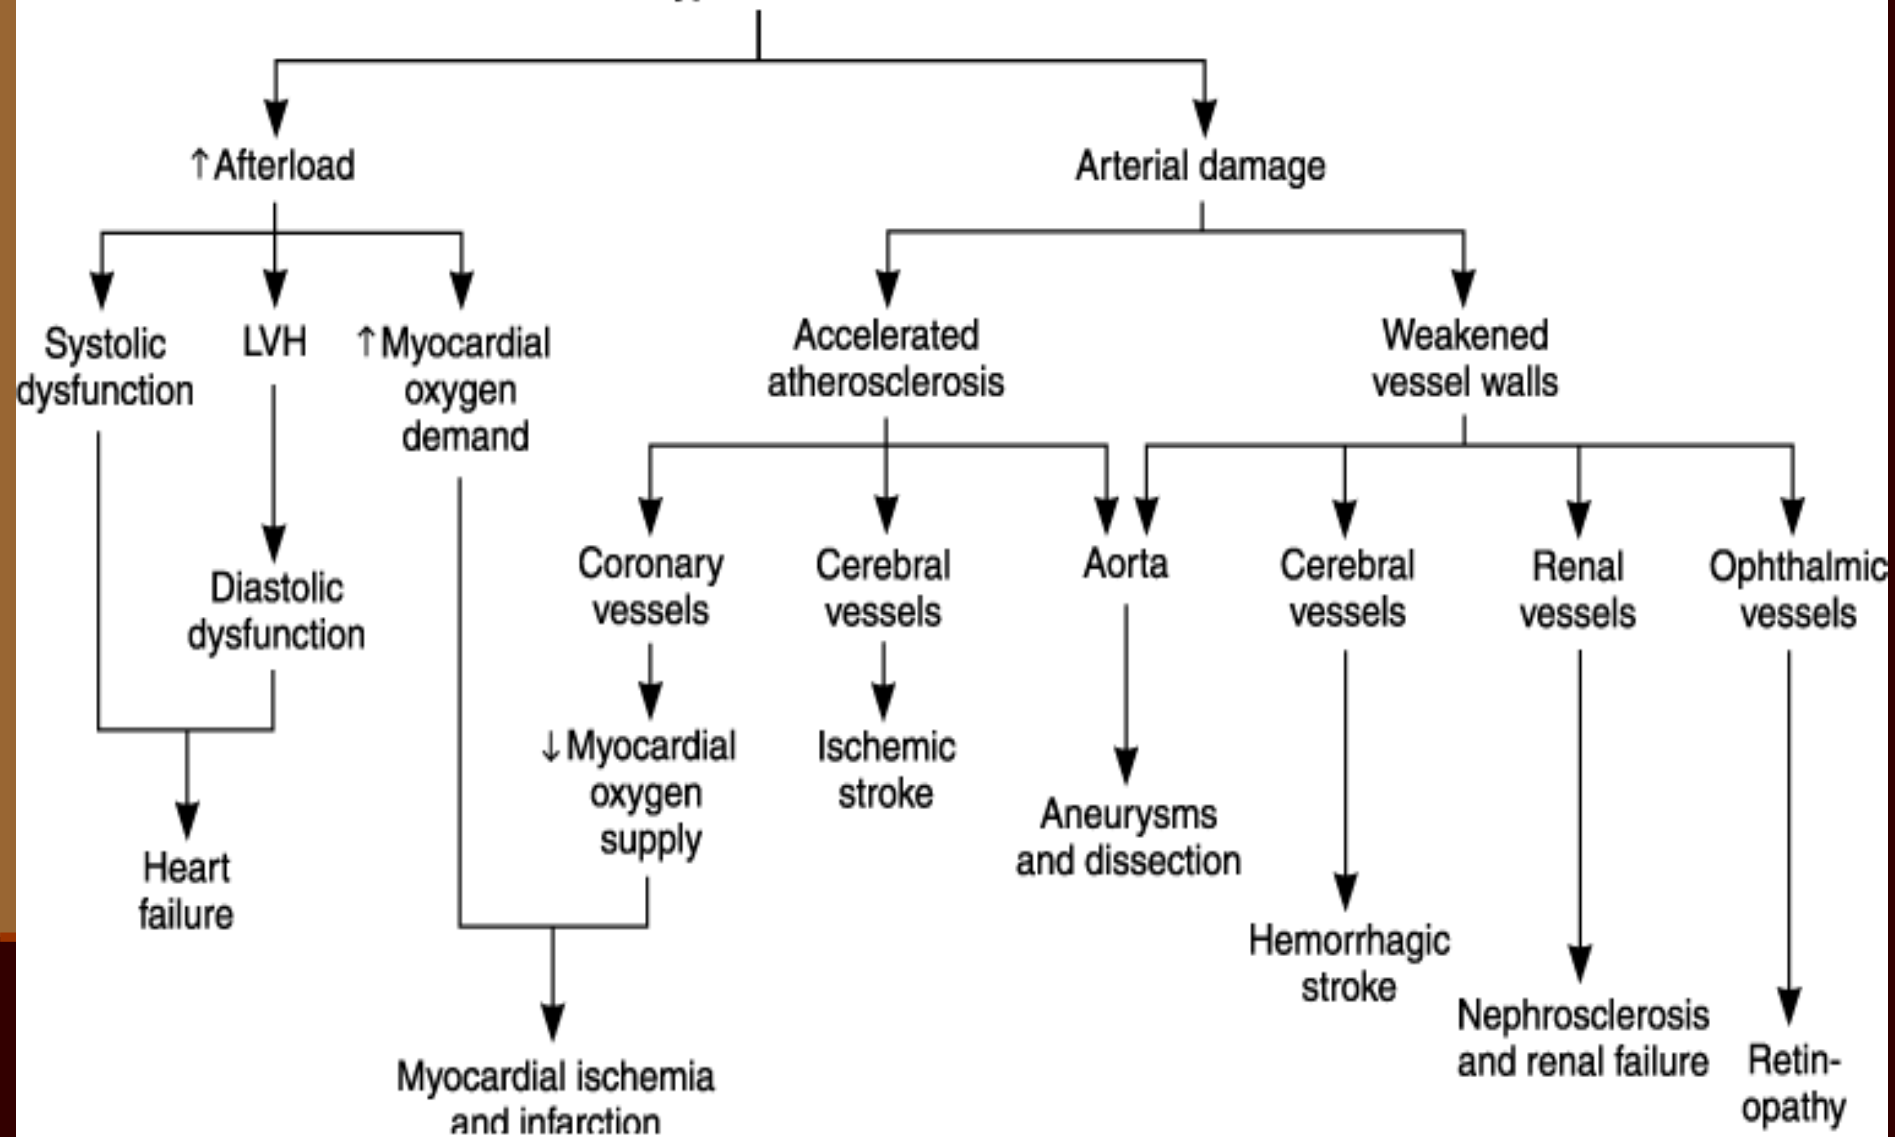 ↑Afterload
Arterial damage
Systolic
dysfunction
LVH
↑Myocardial
oxygen
demand
Accelerated
atherosclerosis
Weakened
vessel walls
Diastolic
dysfunction
Coronary
vessels
Cerebral
vessels
Aorta
Cerebral
vessels
Renal
vessels
Ophthalmic
vessels
↓Myocardial
oxygen
supply
Ischemic
stroke
Aneurysms
and dissection
Heart
failure
Hemorrhagic
stroke
Nephrosclerosis
and renal failure
Retin-
opathy
Myocardial ischemia
and infarction